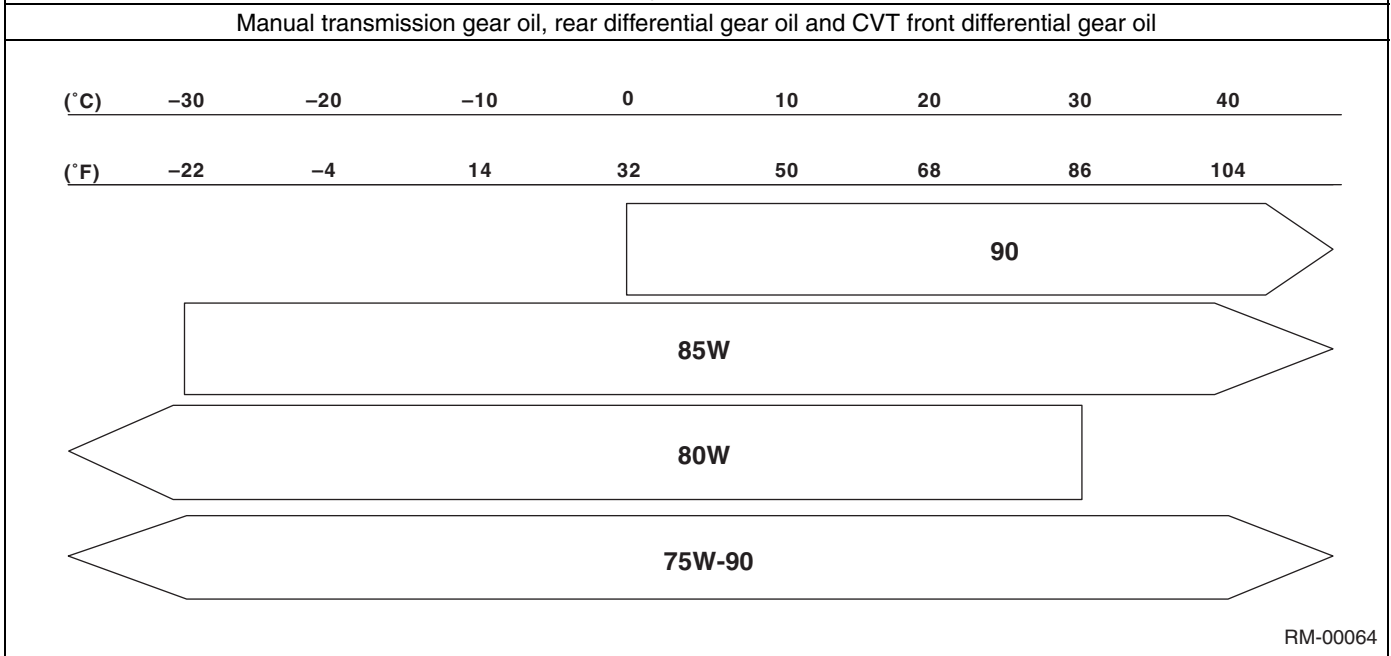 Manual transmission gear oil, rear differential gear oil and CVT front differential gear oil
(˚C) –30 –20 –10 0 10 20 30 40
(˚F) –22 –4 14 32 50 68 86 104
90
85W
80W
75W-90
RM-00064